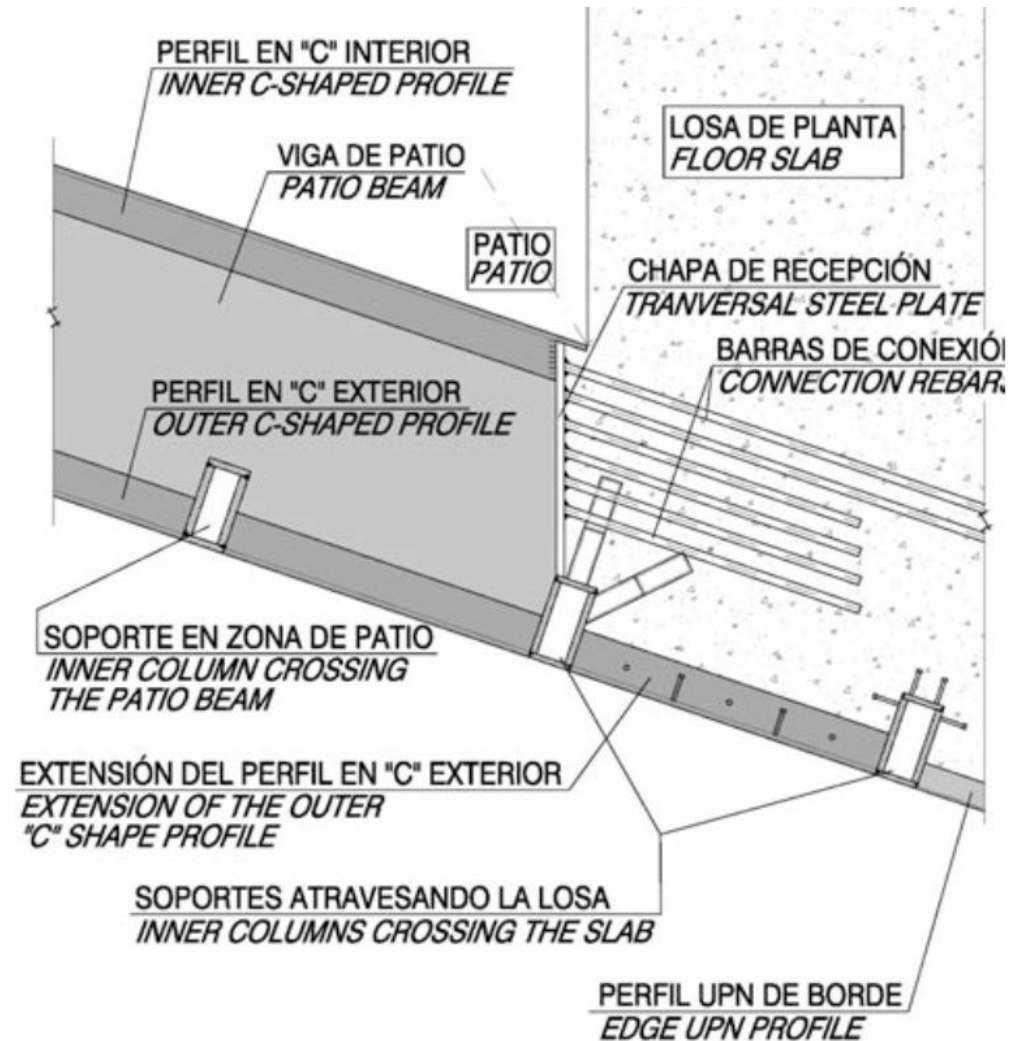 PERFIL EN "C" INTERIOR
INNER C-SHAPED PROFILE
LOSA DE PLANTA
FLOOR SLAB
VIGA DE PATIO
PATIO BEAM
PATIO
PATIO
CHAPA DE RECEPCIÓN
TRANVERSAL STEEL PLATE
BARRAS DE CONEXIÓ
CONNECTION REBAR
PERFIL EN "C" EXTERIOR
OUTER C-SHAPED PROFILE
SOPORTE EN ZONA DE PATIO
INNER COLUMN CROSSING
THE PATIO BEAM
EXTENSIÓN DEL PERFIL EN "C" EXTERIOR
EXTENSION OF THE OUTER
"C" SHAPE PROFILE
SOPORTES ATRAVESANDO LA LOSA
INNER COLUMNS CROSSING THE SLAB
PERFIL UPN DE BORDE
EDGE UPN PROFILE